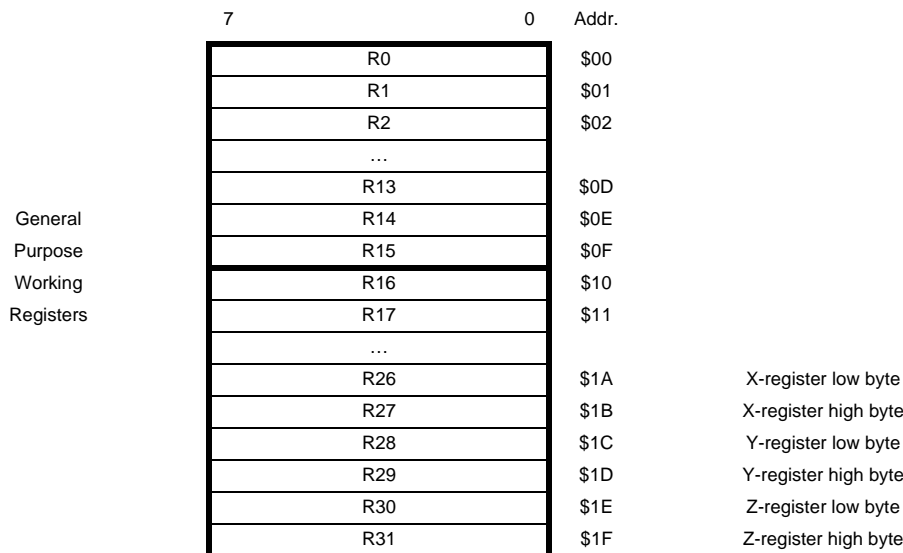 7 0 Addr.
R0 $00
R1 $01
R2 $02
…
R13 $0D
General R14 $0E
Purpose R15 $0F
Working R16 $10
Registers R17 $11
…
R26 $1A X-register low byte
R27 $1B X-register high byte
R28 $1C Y-register low byte
R29 $1D Y-register high byte
R30 $1E Z-register low byte
R31 $1F Z-register high byte